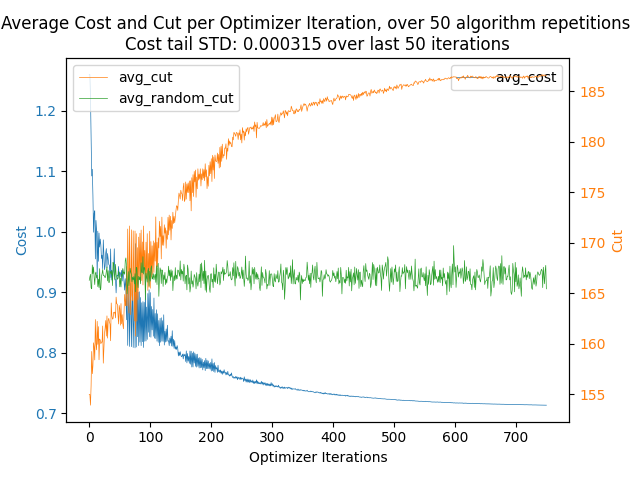 Average Cost and Cut per Optimizer Iteration, over 50 algorithm repetitions
Cost tail STD: 0.000315 over last 50 iterations
avg_cut
avg_random_cut
avg_cost
1.2
1.1
1.0
0.9
0.8
0.7
Cost
185
180
175
170
165
160
155
Cut
0 100 200 300 400 500 600 700
Optimizer Iterations